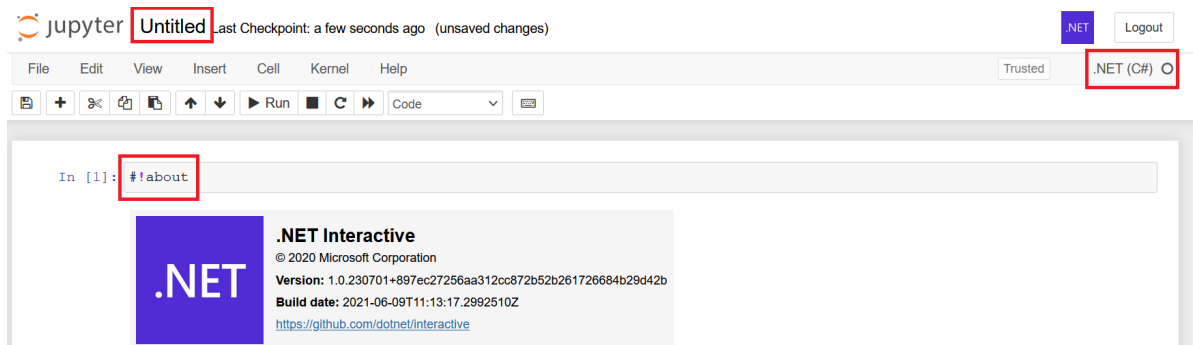 jupyter Untitled Last Checkpoint: a few seconds ago (unsaved changes) .NET Logout
File Edit View Insert Cell Kernel Help Trusted .NET (C#)
Run Code
In [1]: #!about
.NET Interactive
© 2020 Microsoft Corporation
.NET
Version: 1.0.230701+897ec27256aa312cc872b52b261726684b29d42b
Build date: 2021-06-09T11:13:17.2992510Z
https://github.com/dotnet/interactive